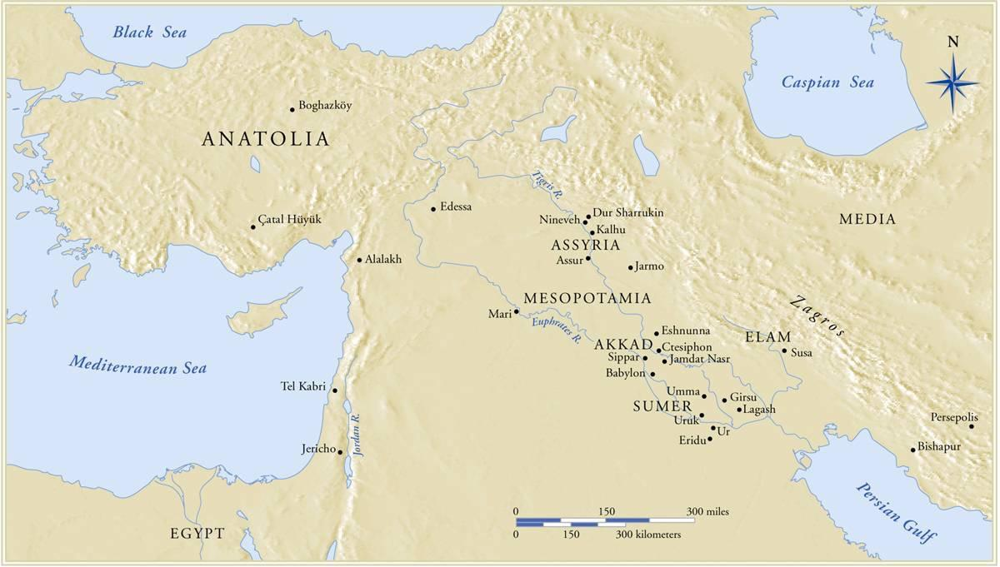 Black Sea
Caspian Sea
N
Boghazköy
ANATOLIA
Tigris R.
Edessa
Dur Sharrukin
Nineveh
Kalhu
MEDIA
Çatal Hüyük
ASSYRIA
Alalakh
Assur
Jarmo
MESOPOTAMIA
Zagros
Mari
Euphrates R.
Eshnunna
ELAM
AKKAD
Ctesiphon
Susa
Sippar
Jamdat Nasr
Mediterranean Sea
Babylon
Tel Kabri
Umma
Girsu
SUMER
Lagash
Uruk
Ur
Persepolis
Jordan R.
Eridu
Jericho
Bishapur
Persian Gulf
EGYPT
0 150 300 miles
0 150 300 kilometers